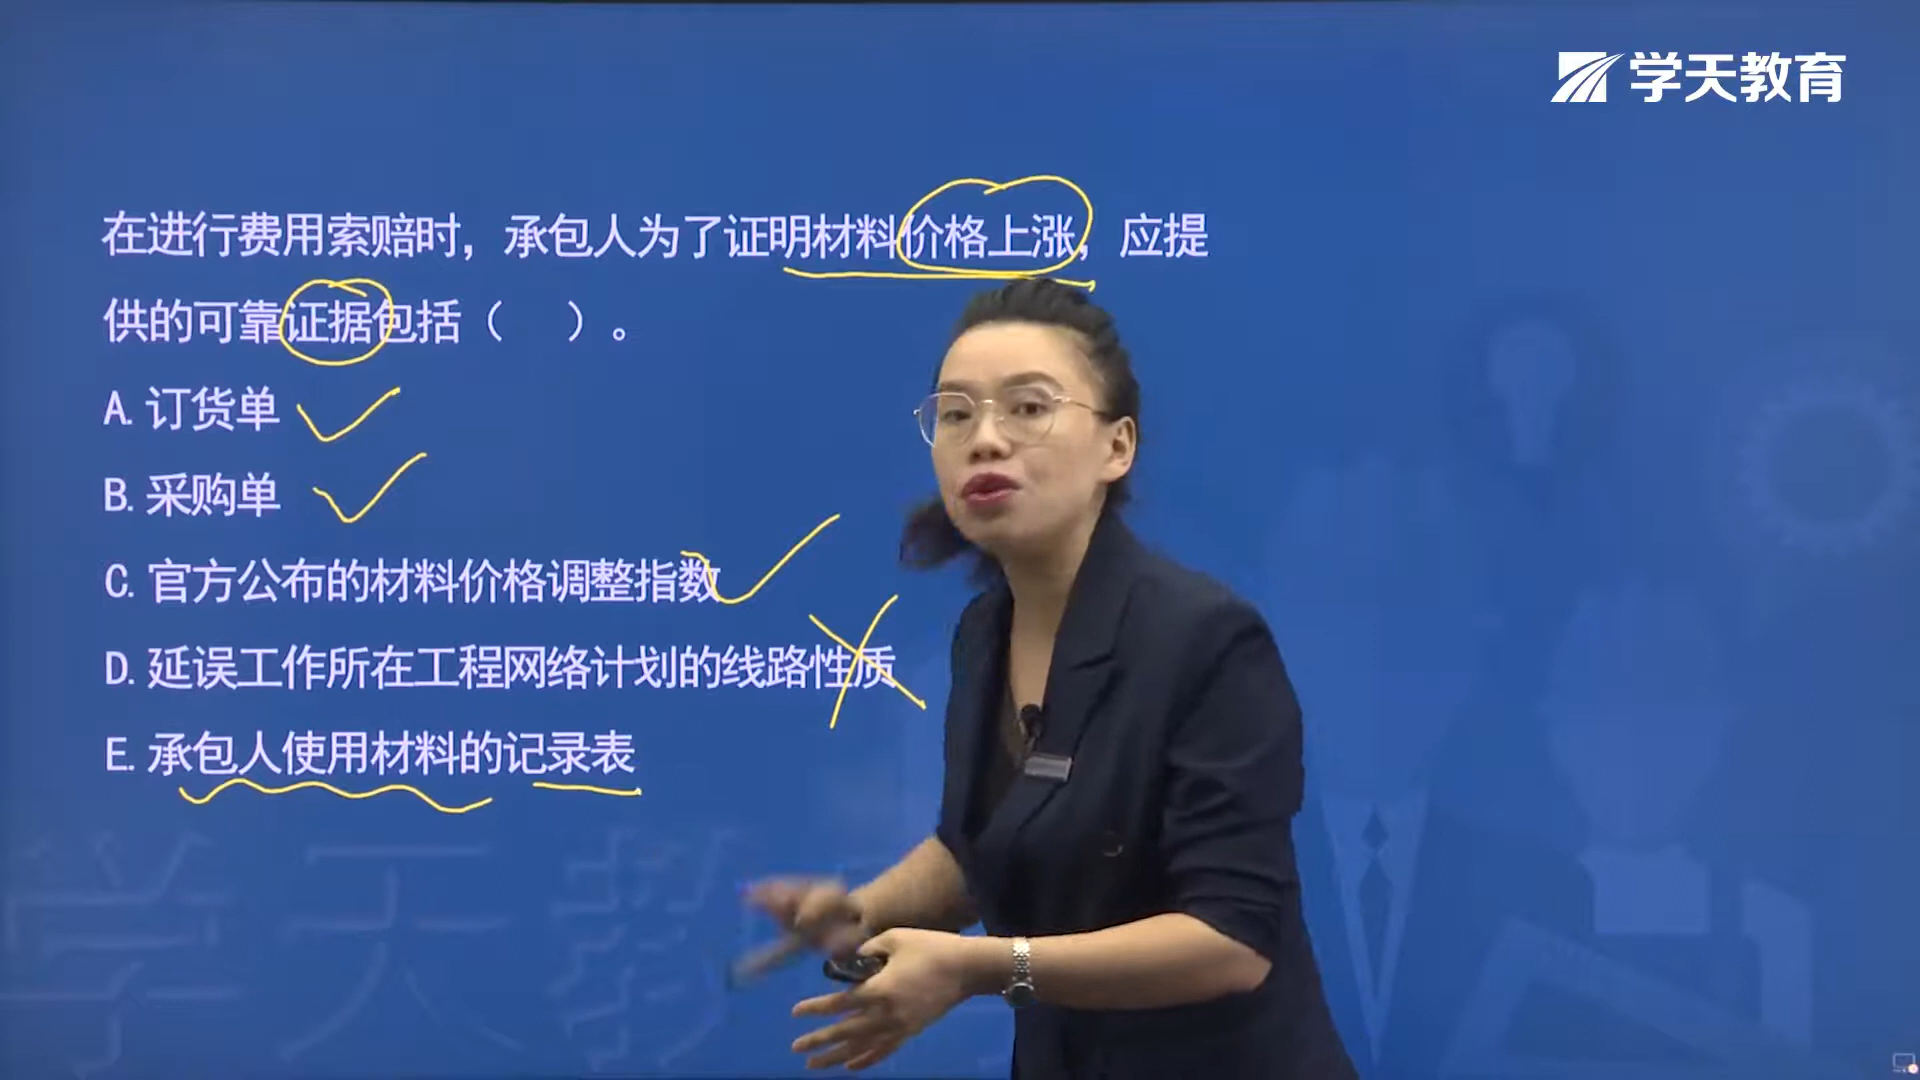 学天教育
在进行费用索赔时，承包人为了证明材料价格上涨，应提
供的可靠证据包括（ ）。
A. 订货单
B. 采购单
C. 官方公布的材料价格调整指数
D. 延误工作所在工程网络计划的线路性质
E. 承包人使用材料的记录表
学天教